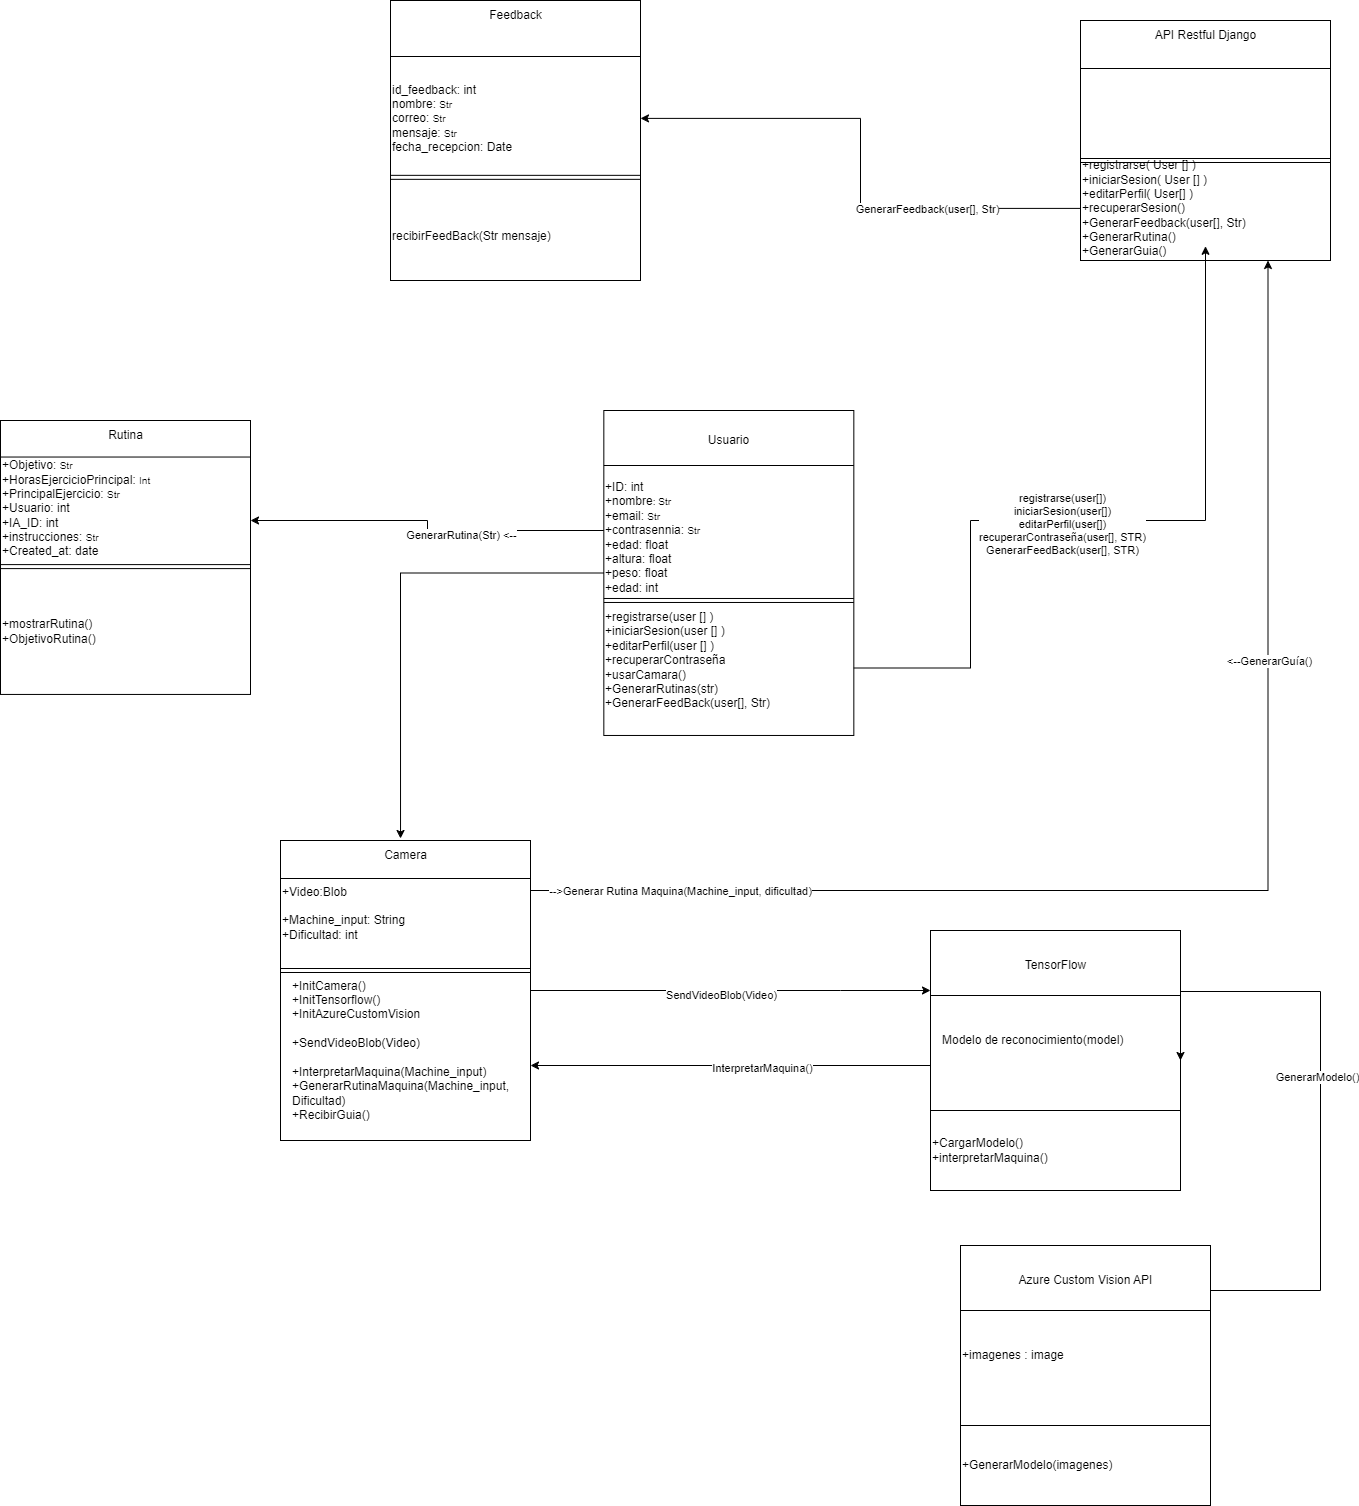 Feedback
id_feedback: int
nombre: Str
correo: Str
mensaje: Str
fecha_recepcion: Date
recibirFeedBack(Str mensaje)
API Restful Django
+registrarse( User [] )
+iniciarSesion( User [] )
+editarPerfil( User[] )
+recuperarSesion()
+GenerarFeedback(user[], Str)
+GenerarRutina()
+GenerarGuia()
GenerarFeedback(user[], Str)
Rutina
+Objetivo: Str
+HorasEjercicioPrincipal: Int
+PrincipalEjercicio: Str
+Usuario: int
+IA_ID: int
+instrucciones: Str
+Created_at: date
+mostrarRutina()
+ObjetivoRutina()
GenerarRutina(Str) <--
Usuario
+ID: int
+nombre: Str
+email: Str
+contrasennia: Str
+edad: float
+altura: float
+peso: float
+edad: int
+registrarse(user [] )
+iniciarSesion(user [] )
+editarPerfil(user [] )
+recuperarContraseña
+usarCamara()
+GenerarRutinas(str)
+GenerarFeedBack(user[], Str)
registrarse(user[])
iniciarSesion(user[])
editarPerfil(user[])
recuperarContraseña(user[], STR)
GenerarFeedBack(user[], STR)
<--GenerarGuía()
Camera
+Video:Blob
+Machine_input: String
+Dificultad: int
+InitCamera()
+InitTensorflow()
+InitAzureCustomVision
+SendVideoBlob(Video)
+InterpretarMaquina(Machine_input)
+GenerarRutinaMaquina(Machine_input,
Dificultad)
+RecibirGuia()
-->Generar Rutina Maquina(Machine_input, dificultad)
SendVideoBlob(Video)
InterpretarMaquina()
TensorFlow
Modelo de reconocimiento(model)
+CargarModelo()
+interpretarMaquina()
GenerarModelo()
Azure Custom Vision API
+imagenes : image
+GenerarModelo(imagenes)